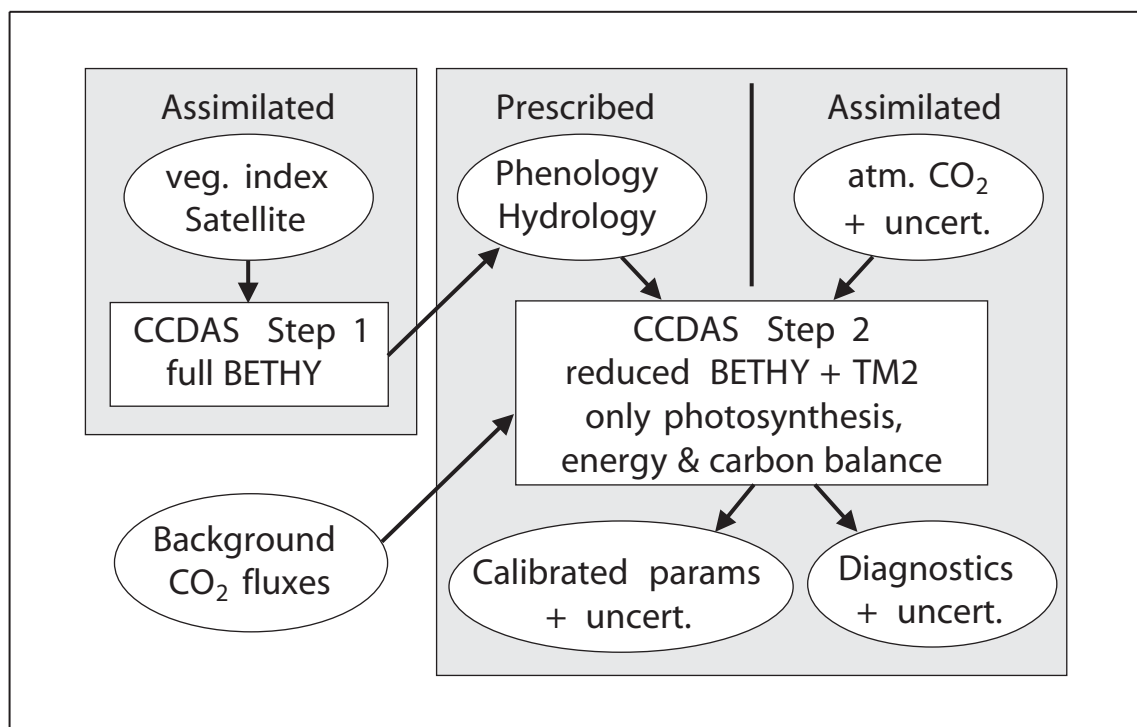 Assimilated
veg. index
Satellite
CCDAS Step 1
full BETHY
Background
CO₂ fluxes
Prescribed
Phenology
Hydrology
Assimilated
atm. CO₂
+ uncert.
CCDAS Step 2
reduced BETHY + TM2
only photosynthesis,
energy & carbon balance
Calibrated params
+ uncert.
Diagnostics
+ uncert.